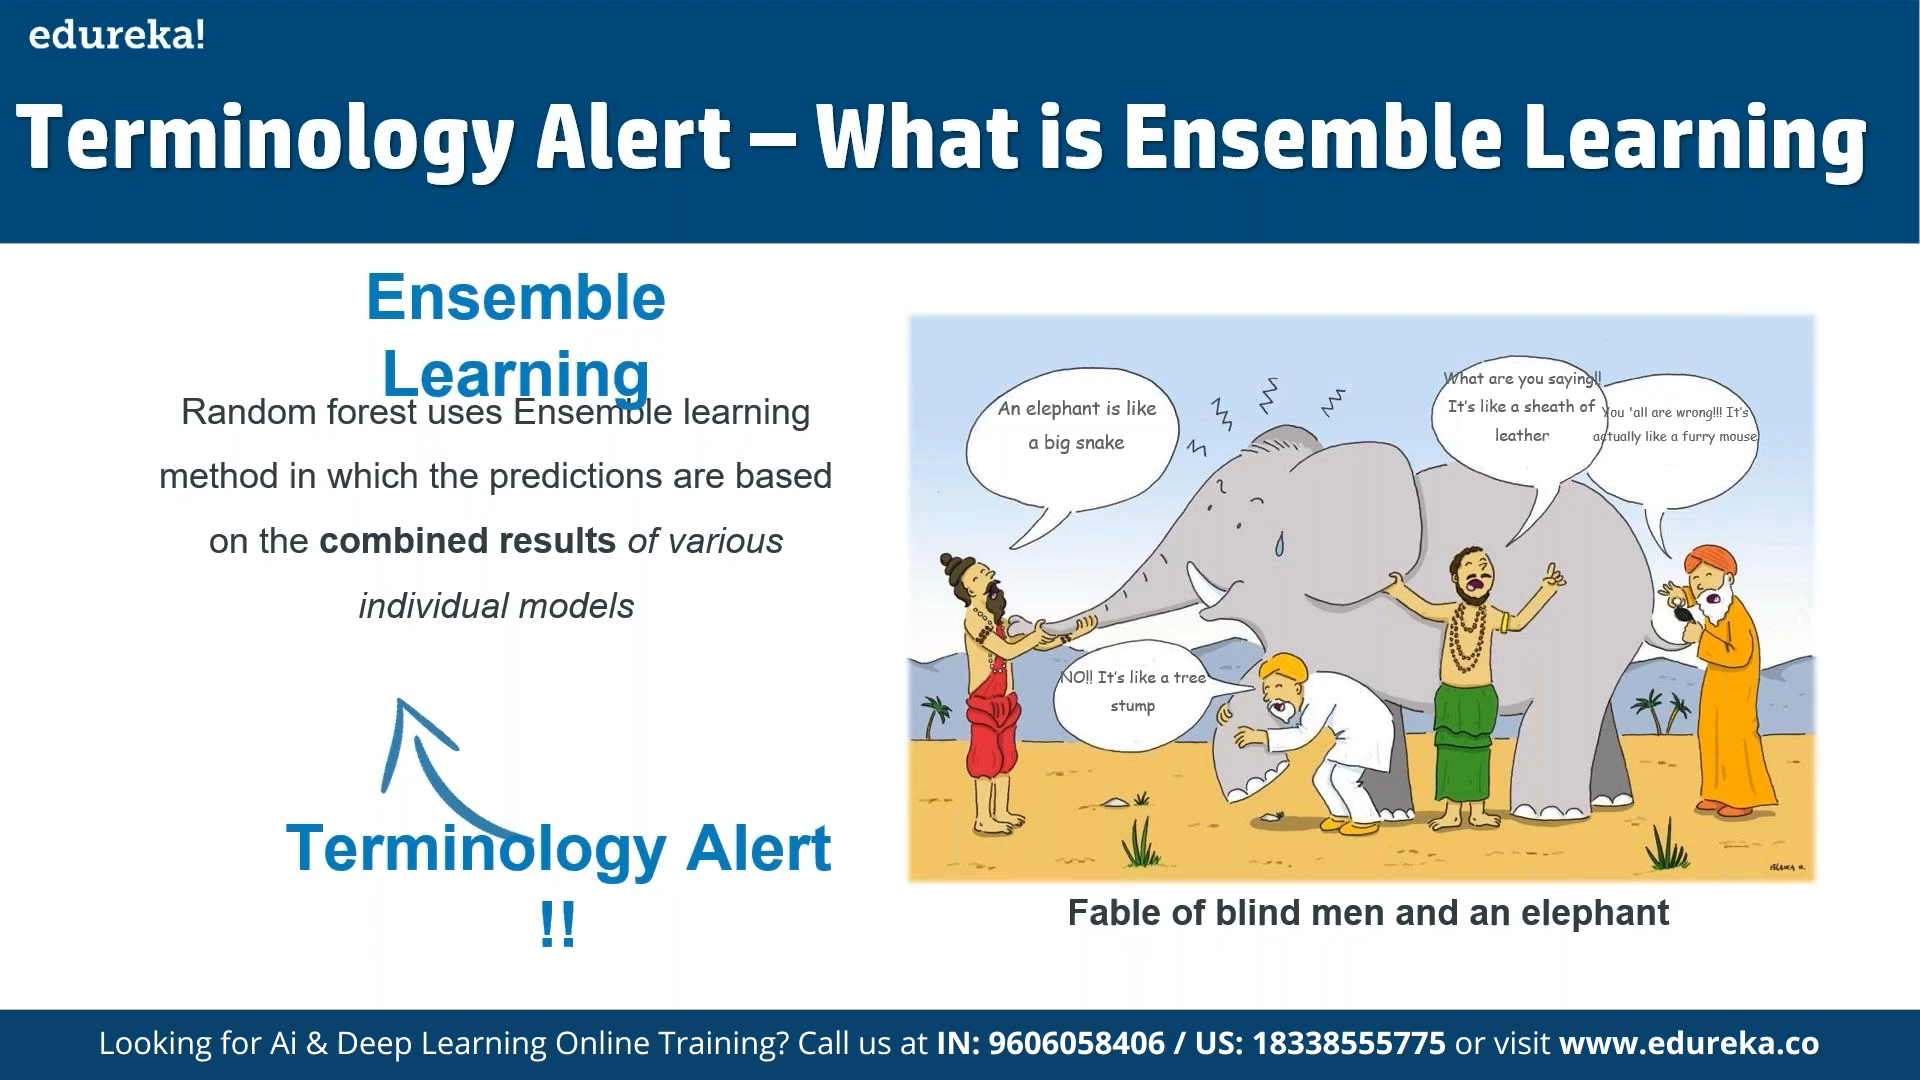 edureka!
Terminology Alert – What is Ensemble Learning
Ensemble
Learning
Random forest uses Ensemble learning
method in which the predictions are based
on the combined results of various
individual models
Terminology Alert
!!
An elephant is like
a big snake
What are you saying!!
It's like a sheath of
leather
You 'all are wrong!!! It's
actually like a furry mouse
NO!! It's like a tree
stump
Fable of blind men and an elephant
Looking for Ai & Deep Learning Online Training? Call us at IN: 9606058406 / US: 18338555775 or visit www.edureka.co